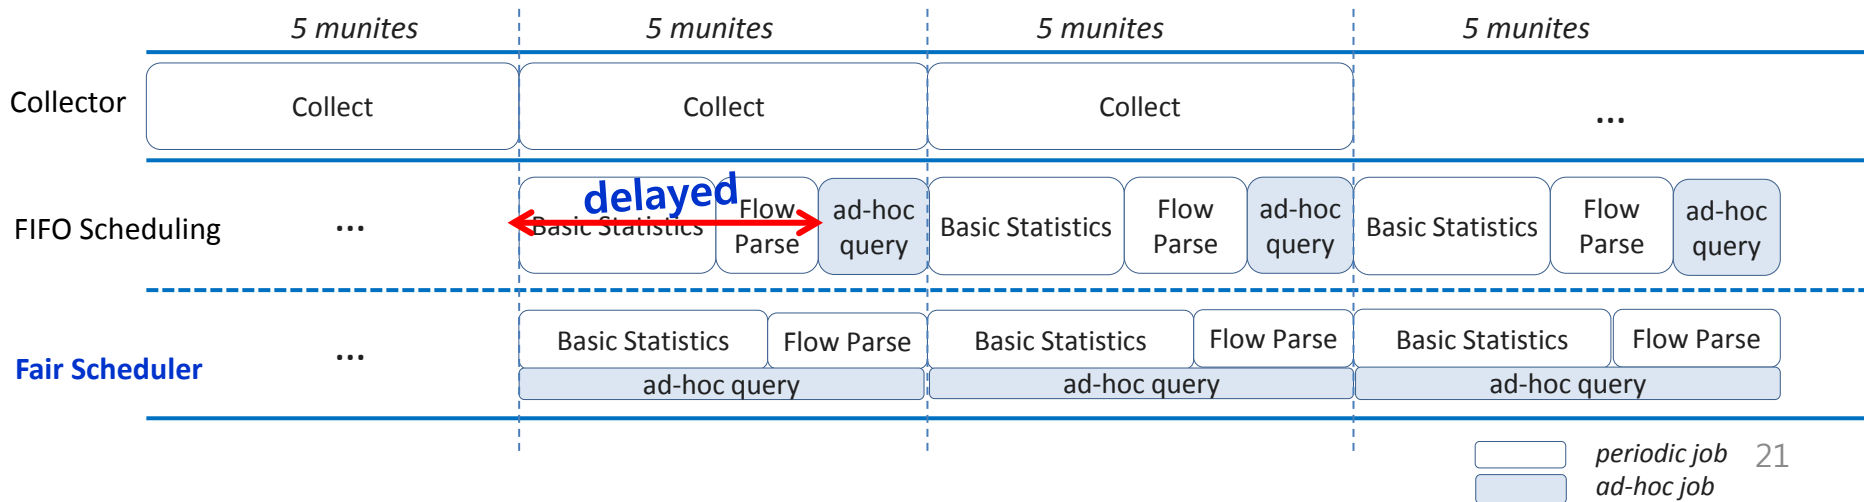 5 munites 5 munites 5 munites 5 munites
Collector Collect Collect Collect ...
delayed
FIFO Scheduling ... Basic Statistics Flow Parse ad-hoc query Basic Statistics Flow Parse ad-hoc query Basic Statistics Flow Parse ad-hoc query
Fair Scheduler ... Basic Statistics Flow Parse Basic Statistics Flow Parse Basic Statistics Flow Parse
ad-hoc query ad-hoc query ad-hoc query
periodic job 21
ad-hoc job